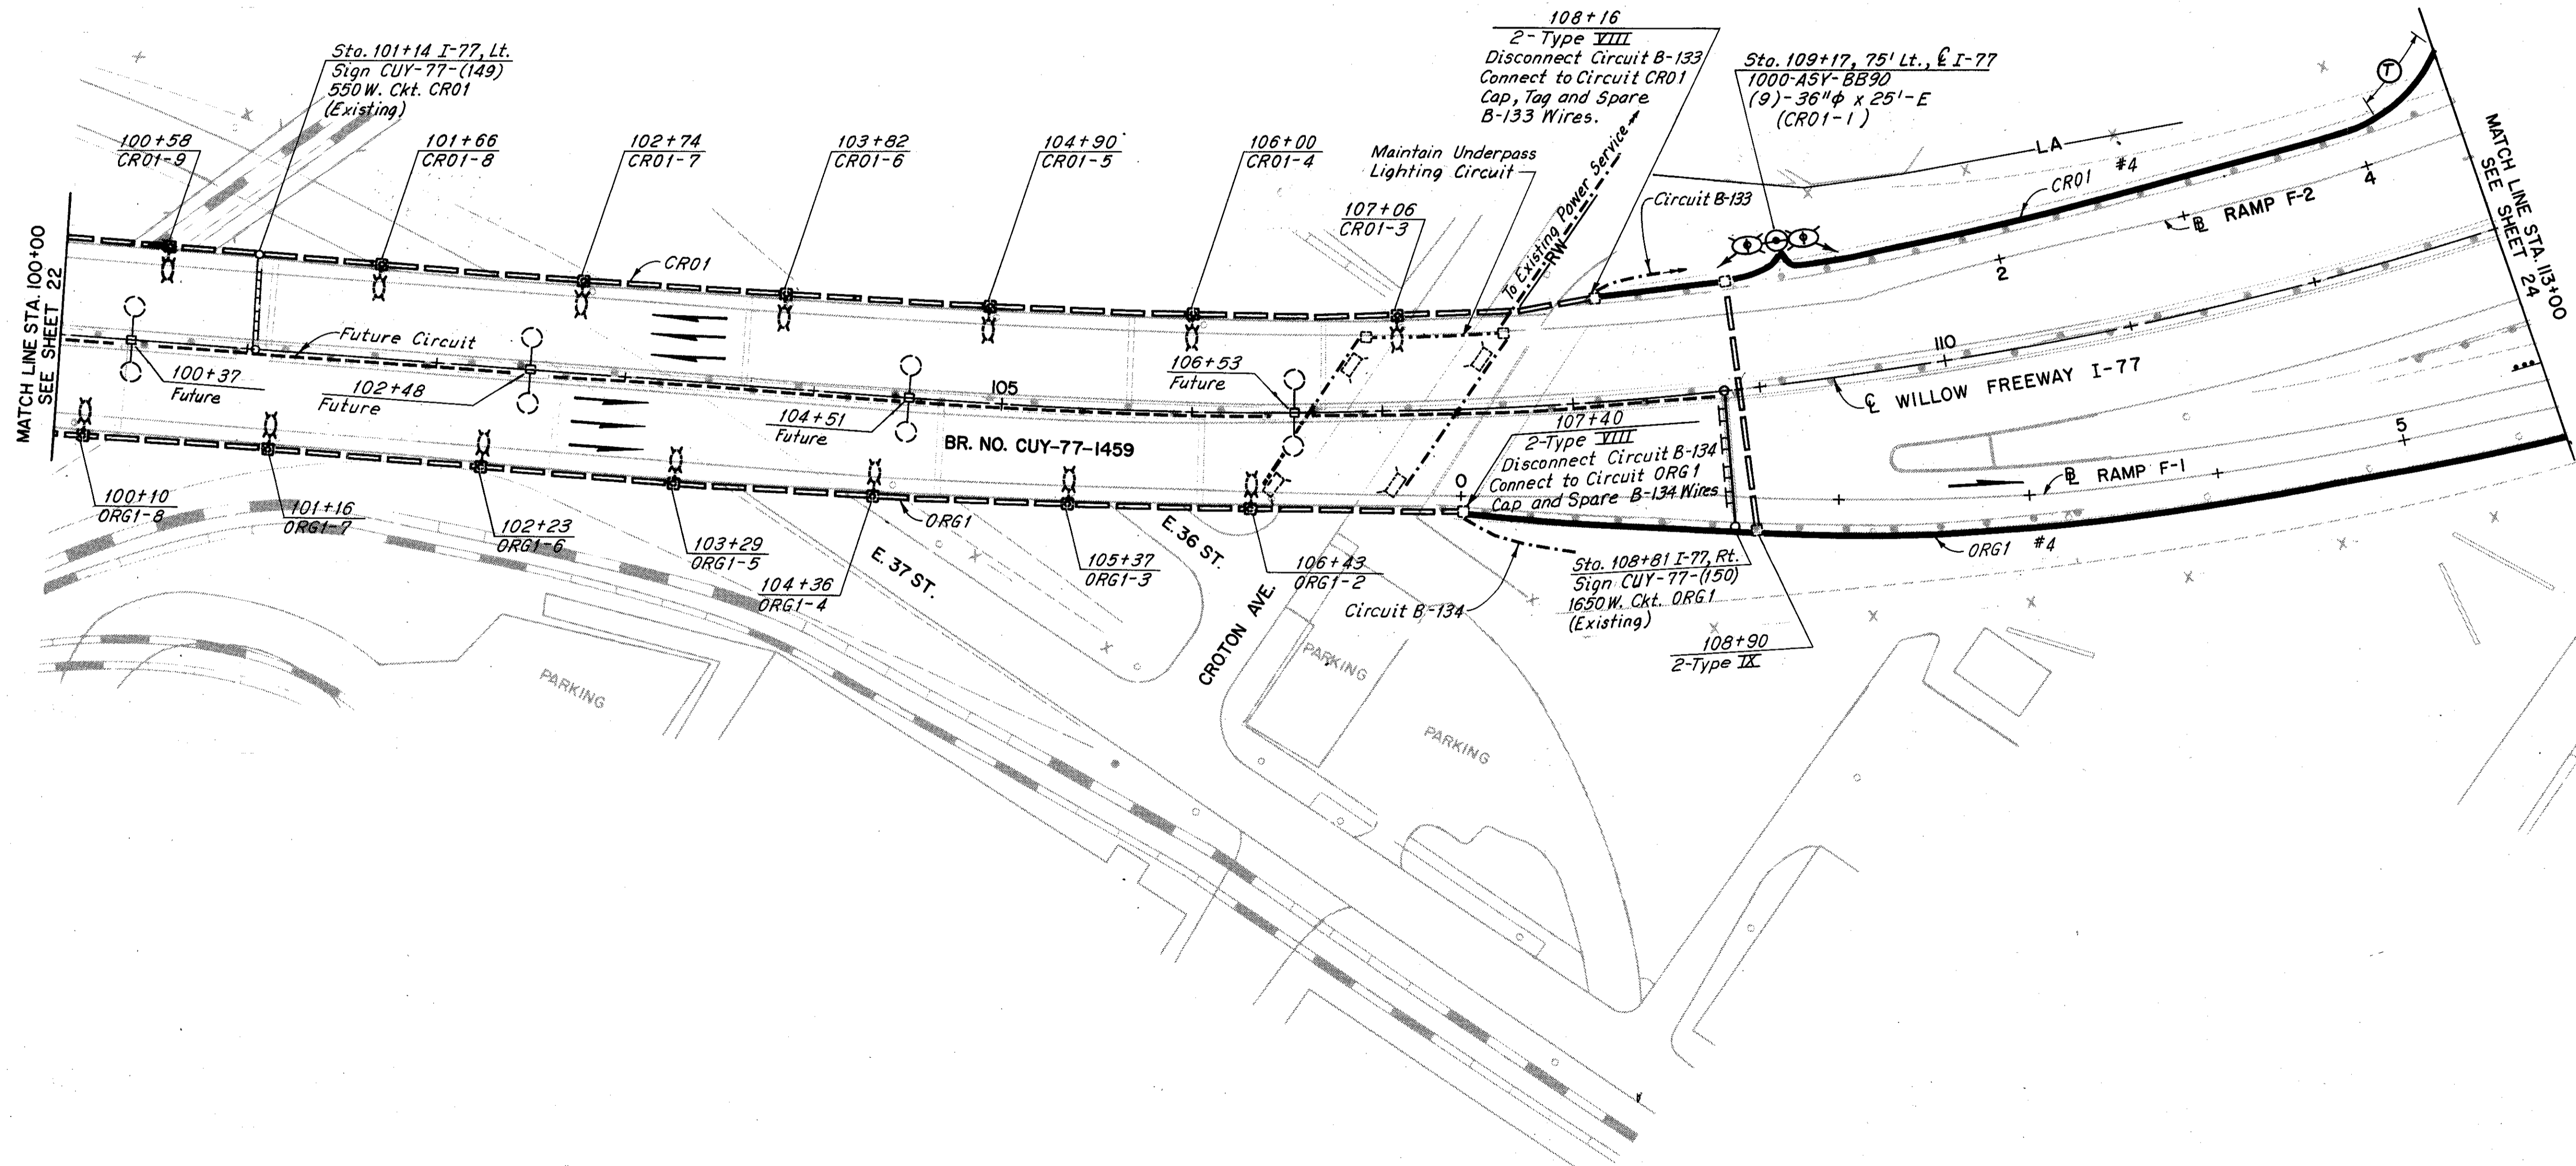 108+16
2-Type VIII
Disconnect Circuit B-133
Connect to Circuit CR01
Cap, Tag and Spare
B-133 Wires.
Sta. 101+14 I-77, Lt.
Sign CUY-77-(149)
550 W. Ckt. CR01
(Existing)
Sta. 109+17, 75' Lt., ℄ I-77
1000-ASY-BB90
(9)-36"φ x 25'-E
(CR01-1)
T
100+58
CR01-9
101+66
CR01-8
102+74
CR01-7
103+82
CR01-6
104+90
CR01-5
106+00
CR01-4
Maintain Underpass
Lighting Circuit
107+06
CR01-3
To Existing Power Service
RW
Circuit B-133
LA
CR01
#4
4
℄ RAMP F-2
2
MATCH LINE STA. 113+00
SEE SHEET 24
MATCH LINE STA. 100+00
SEE SHEET 22
CR01
Future Circuit
100+37
Future
102+48
Future
104+51
Future
105
106+53
Future
110
℄ WILLOW FREEWAY I-77
BR. NO. CUY-77-1459
107+40
2-Type VIII
Disconnect Circuit B-134
Connect to Circuit ORG1
Cap and Spare B-134 Wires
0
5
RAMP F-1
100+10
ORG1-8
101+16
ORG1-7
102+23
ORG1-6
103+29
ORG1-5
104+36
ORG1-4
ORG1
105+37
ORG1-3
106+43
ORG1-2
E. 37 ST.
E. 36 ST.
CROTON AVE.
Circuit B-134
Sta. 108+81 I-77, Rt.
Sign CUY-77-(150)
1650 W. Ckt. ORG1
(Existing)
108+90
2-Type IX
ORG1
#4
PARKING
PARKING
PARKING